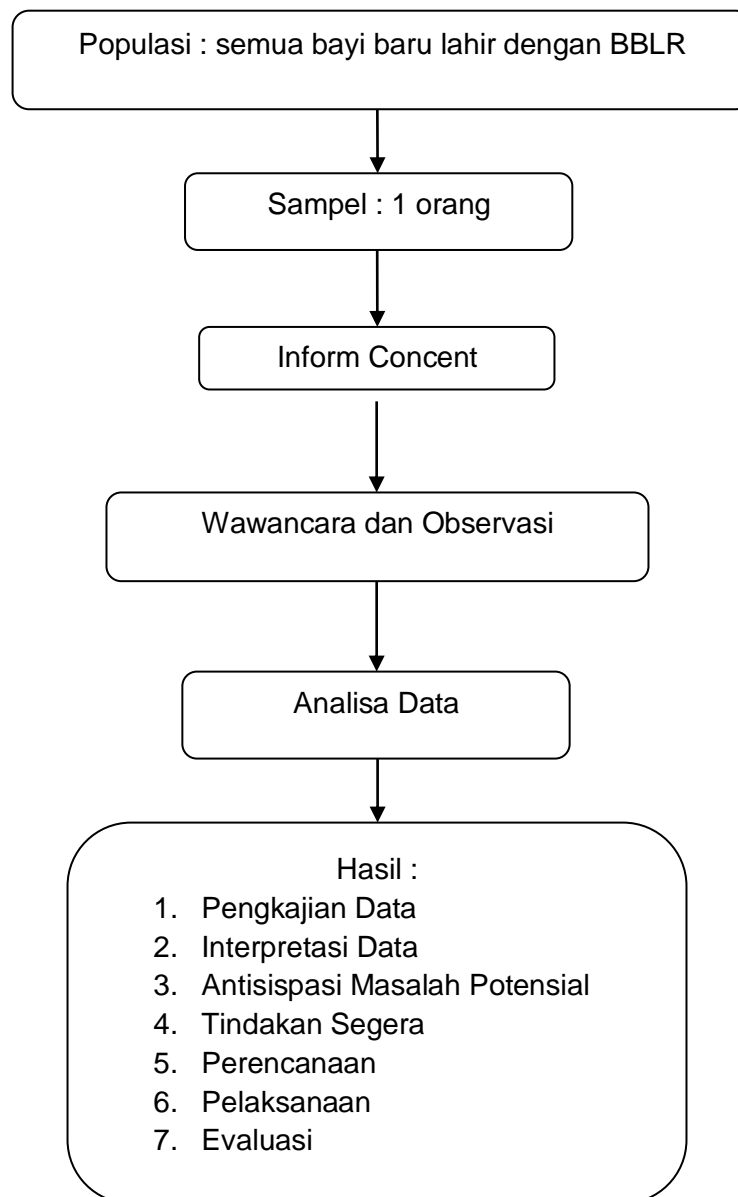 Populasi : semua bayi baru lahir dengan BBLR
Sampel : 1 orang
Inform Concent
Wawancara dan Observasi
Analisa Data
Hasil :
1. Pengkajian Data
2. Interpretasi Data
3. Antisispasi Masalah Potensial
4. Tindakan Segera
5. Perencanaan
6. Pelaksanaan
7. Evaluasi